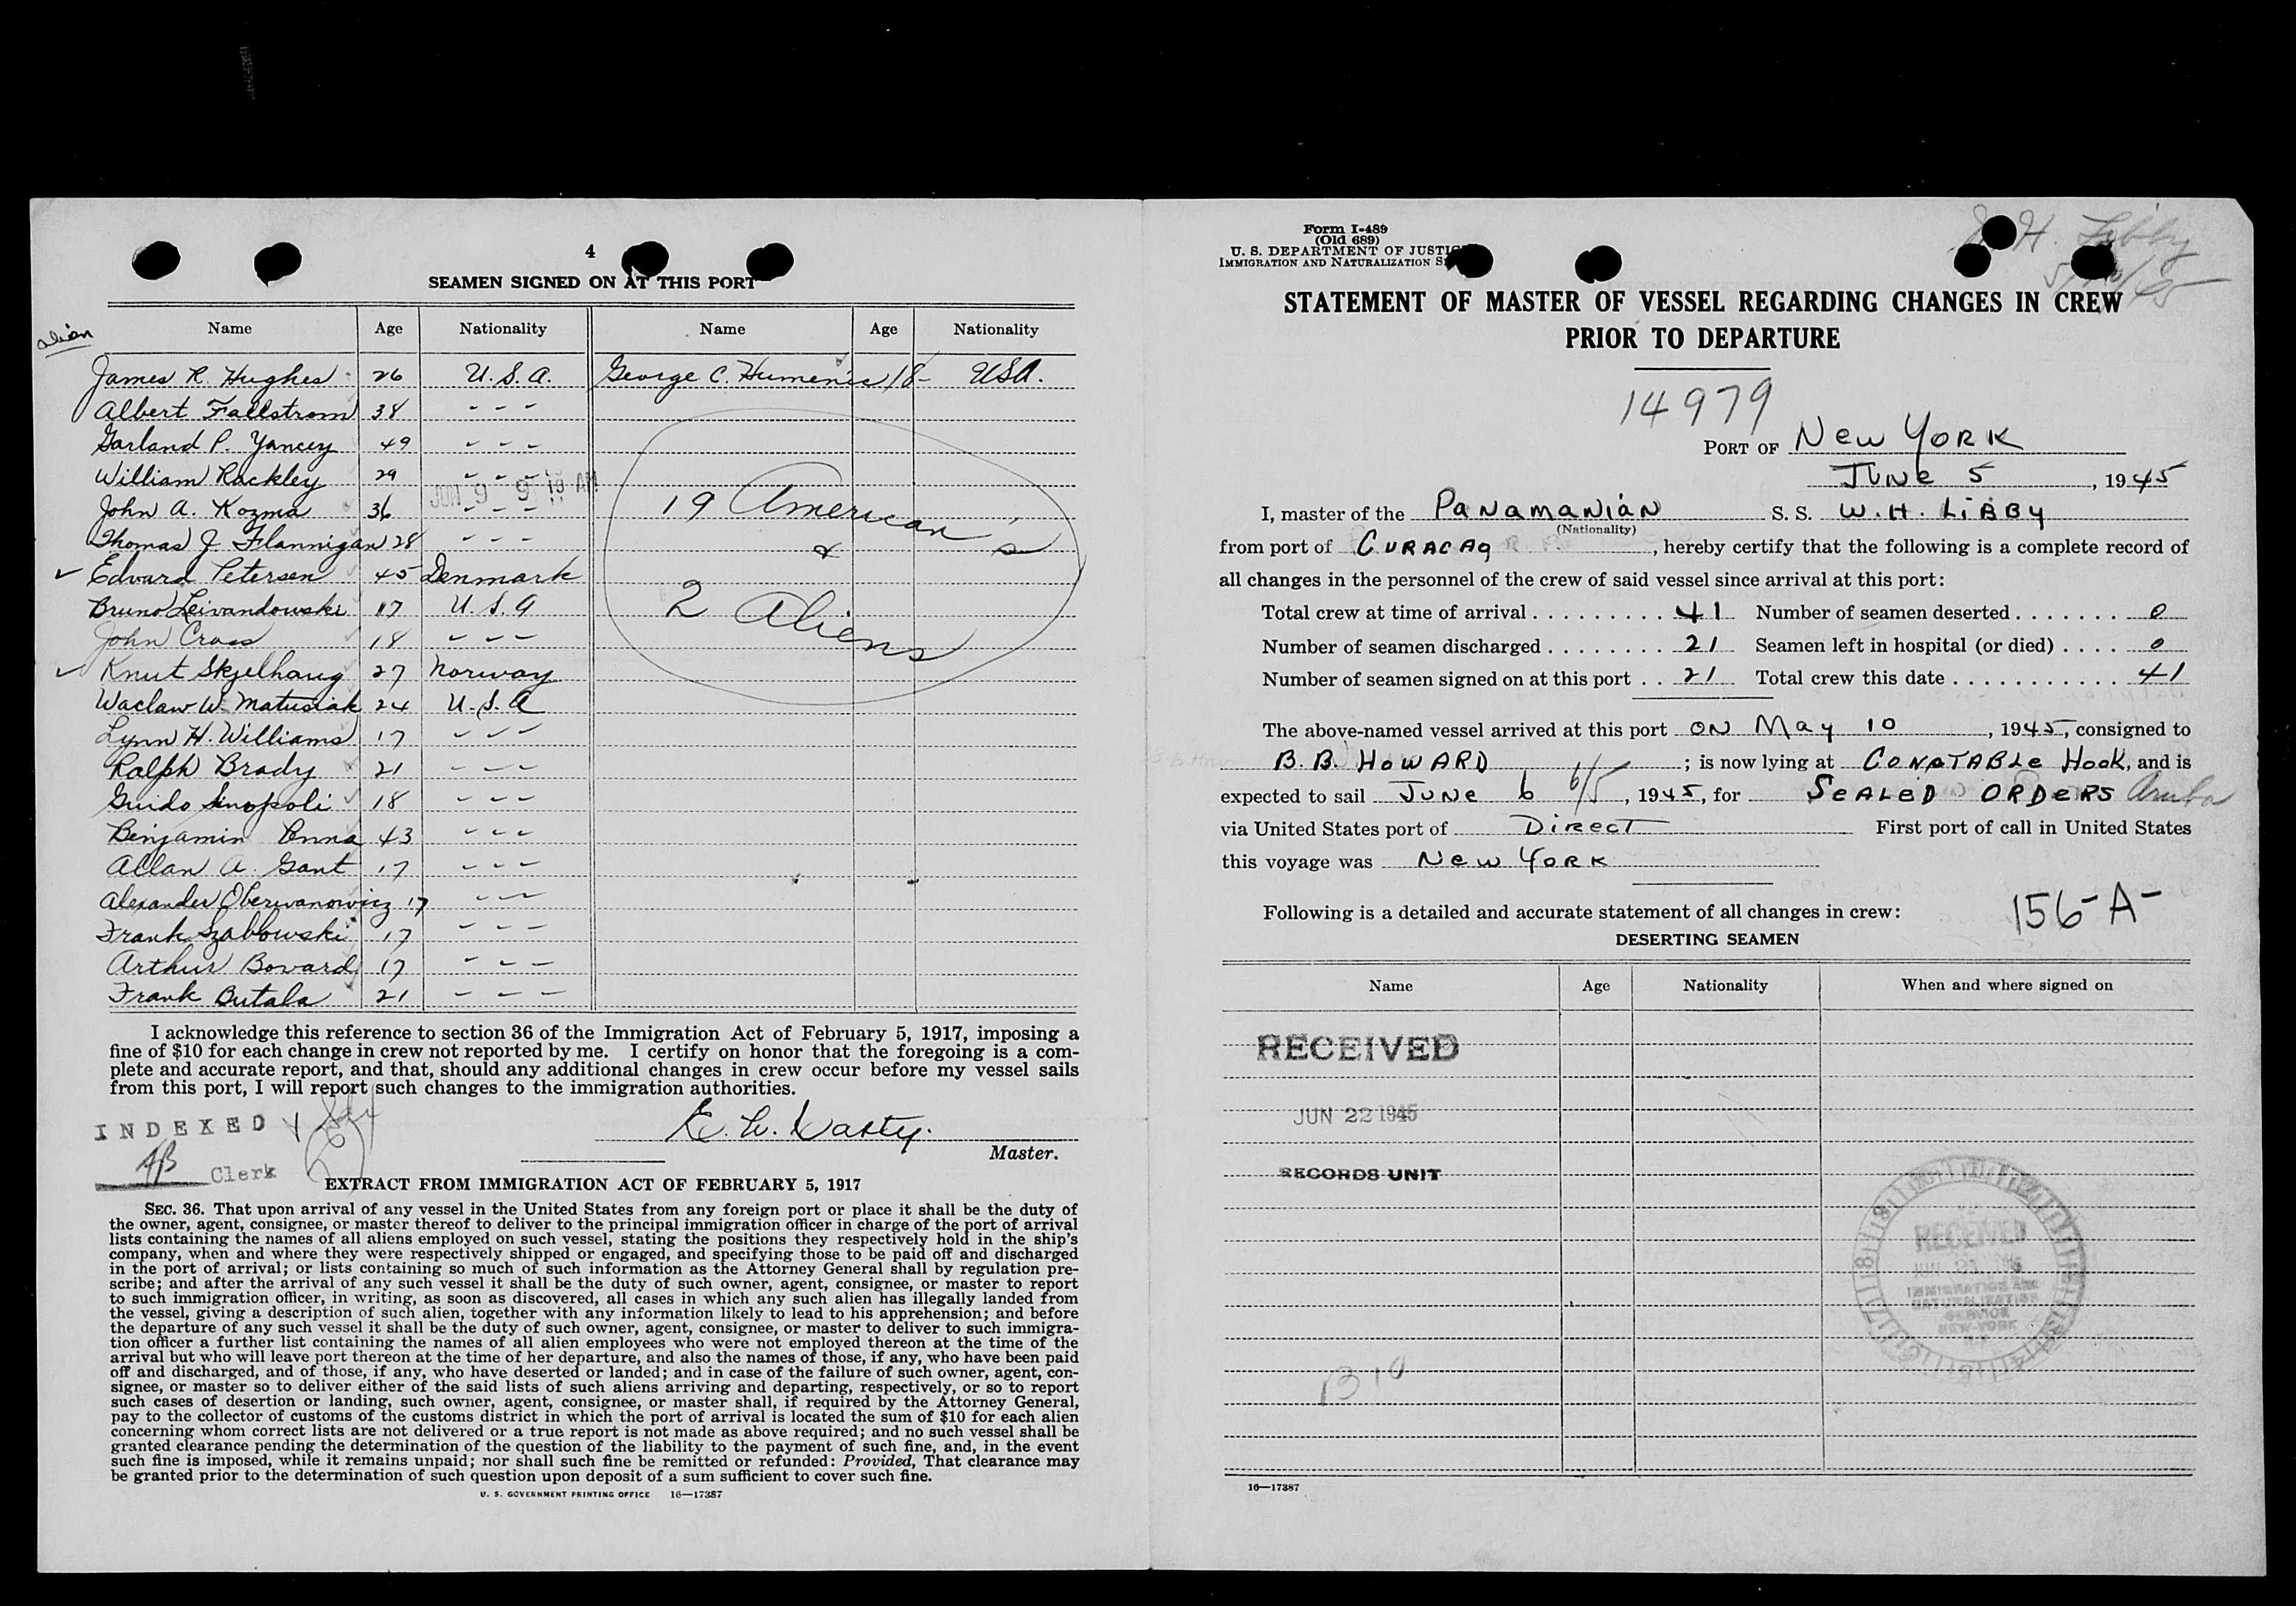 4
SEAMEN SIGNED ON AT THIS PORT
alien
Name Age Nationality Name Age Nationality
James R. Hughes 26 U.S.A. George C. Humenic 18 USA.
Albert Fallstrom 38 - - -
Garland P. Yancey 49 - - -
William Rackley 29 - - -
JUN 9 9 19 AM
John A. Kozma 36 - - -
Thomas J. Flannigan 28 - - -
✓ Edvard Petersen 45 Denmark
Bruno Leivandowski 17 U.S.A
John Cross 18 - - -
✓ Knut Skjelhaug 27 Norway
Waclaw W. Matusiak 24 U.S.A
Lynn H. Williams 17 - - -
Ralph Brady 21 - - -
Guido Sinopoli 18 - - -
Benjamin Penna 43 - - -
Allan A. Gant 17 - - -
Alexander Oberwanowicz 17 - - -
Frank Szablowski 17 - - -
Arthur Bovard 17 - - -
Frank Butala 21 - - -
19 American's
&
2 Aliens
I acknowledge this reference to section 36 of the Immigration Act of February 5, 1917, imposing a
fine of $10 for each change in crew not reported by me. I certify on honor that the foregoing is a com-
plete and accurate report, and that, should any additional changes in crew occur before my vessel sails
from this port, I will report such changes to the immigration authorities.
INDEXED
Clerk
Master.
EXTRACT FROM IMMIGRATION ACT OF FEBRUARY 5, 1917
SEC. 36. That upon arrival of any vessel in the United States from any foreign port or place it shall be the duty of
the owner, agent, consignee, or master thereof to deliver to the principal immigration officer in charge of the port of arrival
lists containing the names of all aliens employed on such vessel, stating the positions they respectively hold in the ship's
company, when and where they were respectively shipped or engaged, and specifying those to be paid off and discharged
in the port of arrival; or lists containing so much of such information as the Attorney General shall by regulation pre-
scribe; and after the arrival of any such vessel it shall be the duty of such owner, agent, consignee, or master to report
to such immigration officer, in writing, as soon as discovered, all cases in which any such alien has illegally landed from
the vessel, giving a description of such alien, together with any information likely to lead to his apprehension; and before
the departure of any such vessel it shall be the duty of such owner, agent, consignee, or master to deliver to such immigra-
tion officer a further list containing the names of all alien employees who were not employed thereon at the time of the
arrival but who will leave port thereon at the time of her departure, and also the names of those, if any, who have been paid
off and discharged, and of those, if any, who have deserted or landed; and in case of the failure of such owner, agent, con-
signee, or master so to deliver either of the said lists of such aliens arriving and departing, respectively, or so to report
such cases of desertion or landing, such owner, agent, consignee, or master shall, if required by the Attorney General,
pay to the collector of customs of the customs district in which the port of arrival is located the sum of $10 for each alien
concerning whom correct lists are not delivered or a true report is not made as above required; and no such vessel shall be
granted clearance pending the determination of the question of the liability to the payment of such fine, and, in the event
such fine is imposed, while it remains unpaid; nor shall such fine be remitted or refunded: Provided, That clearance may
be granted prior to the determination of such question upon deposit of a sum sufficient to cover such fine.
U. S. GOVERNMENT PRINTING OFFICE 16—17387
Form I-489
(Old 689)
U. S. DEPARTMENT OF JUSTIC
IMMIGRATION AND NATURALIZATION S
H. Libby
STATEMENT OF MASTER OF VESSEL REGARDING CHANGES IN CREW
PRIOR TO DEPARTURE
14979
PORT OF New York
June 5, 1945
I, master of the Panamanian S. S. W.H. LiBBy
(Nationality)
from port of Curacao, hereby certify that the following is a complete record of
all changes in the personnel of the crew of said vessel since arrival at this port:
Total crew at time of arrival . . . . . . . . . 41 Number of seamen deserted . . . . . . . 0
Number of seamen discharged . . . . . . . . 21 Seamen left in hospital (or died) . . . . 0
Number of seamen signed on at this port . . 21 Total crew this date . . . . . . . . . . . 41
The above-named vessel arrived at this port on May 10, 1945, consigned to
B.B. Howard; is now lying at Constable Hook, and is
expected to sail June 6 6/5, 1945, for Sealed Orders Aruba
via United States port of Direct First port of call in United States
this voyage was New York
Following is a detailed and accurate statement of all changes in crew:
156-A-
DESERTING SEAMEN
Name Age Nationality When and where signed on
RECEIVED
JUN 22 1945
RECORDS UNIT
RECEIVED
IMMIGRATION AND
NATURALIZATION
SERVICE
NEW YORK
B 10
16—17387